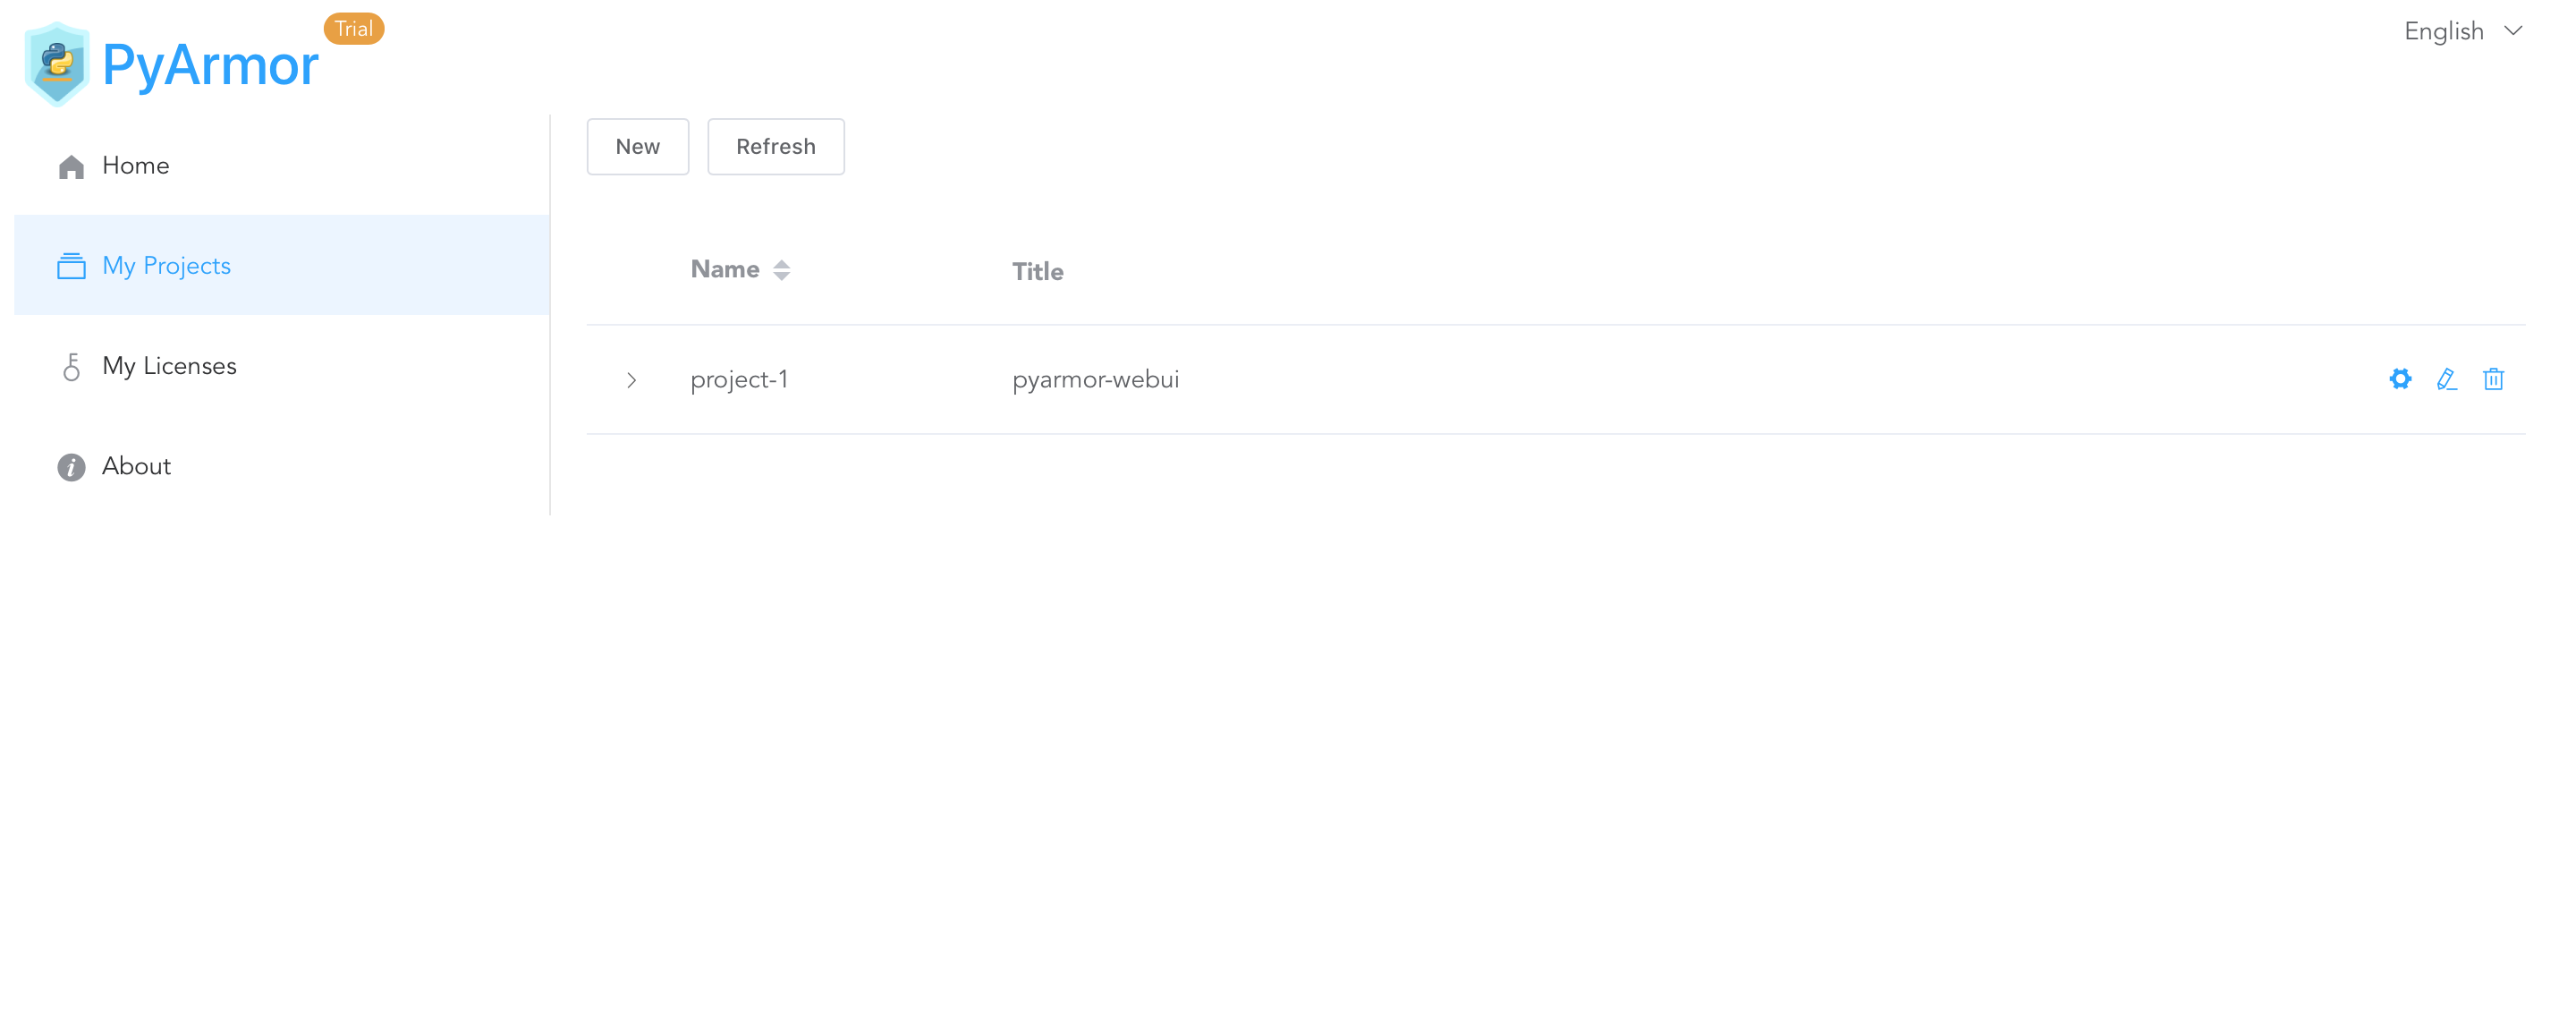 PyArmor Trial
English
Home
My Projects
My Licenses
About
New Refresh
Name Title
project-1 pyarmor-webui